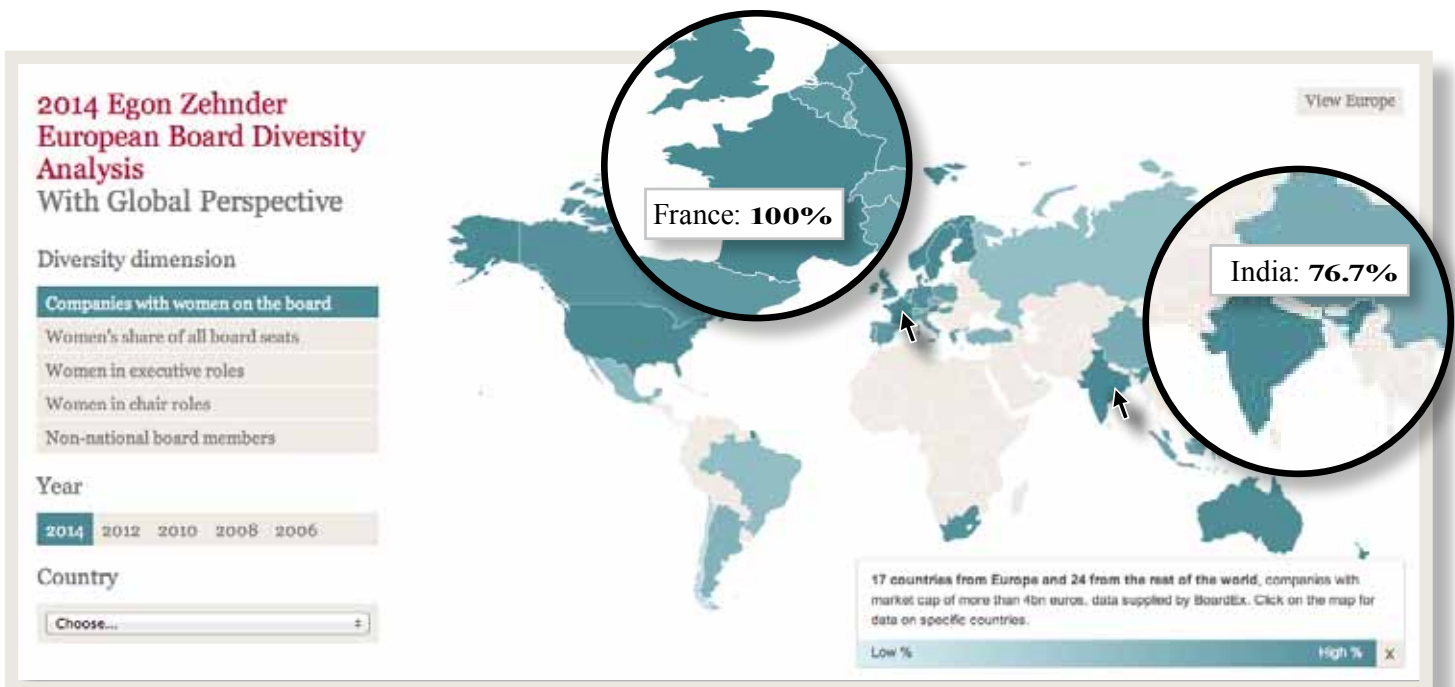 2014 Egon Zehnder
European Board Diversity
Analysis
With Global Perspective
Diversity dimension
Companies with women on the board
Women's share of all board seats
Women in executive roles
Women in chair roles
Non-national board members
Year
2014 2012 2010 2008 2006
Country
Choose...
View Europe
France: 100%
India: 76.7%
17 countries from Europe and 24 from the rest of the world, companies with
market cap of more than 4bn euros, data supplied by BoardEx. Click on the map for
data on specific countries.
Low % High % X